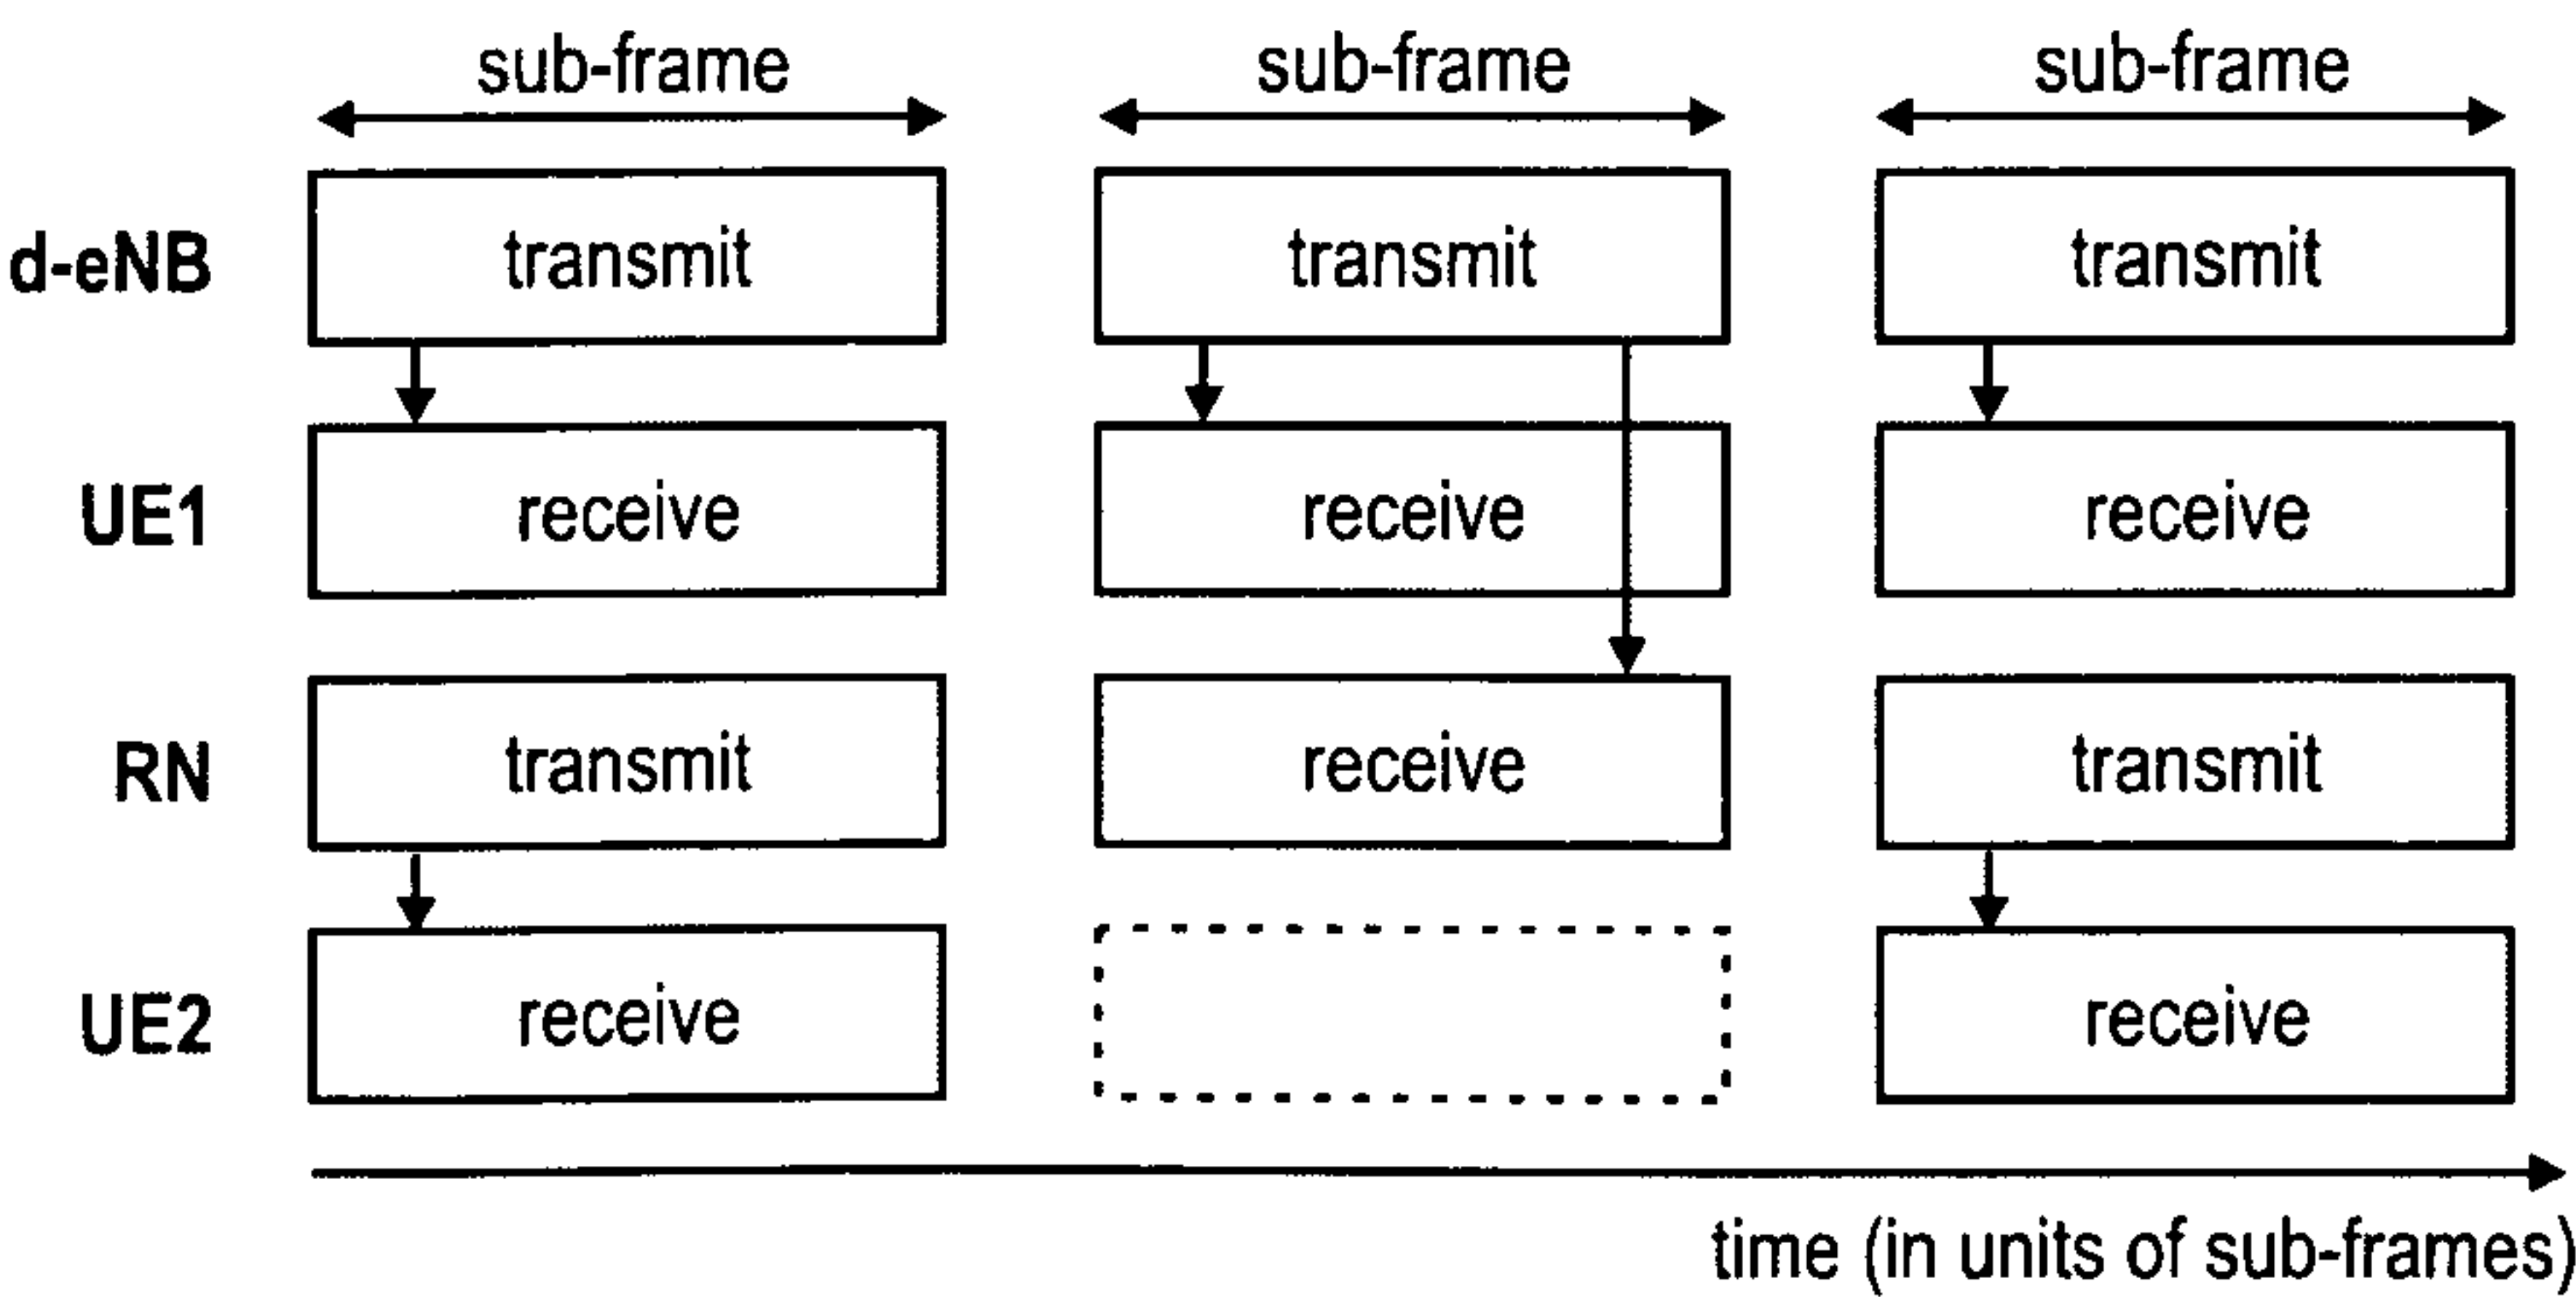 sub-frame sub-frame sub-frame
d-eNB transmit transmit transmit
UE1 receive receive receive
RN transmit receive transmit
UE2 receive receive
time (in units of sub-frames)